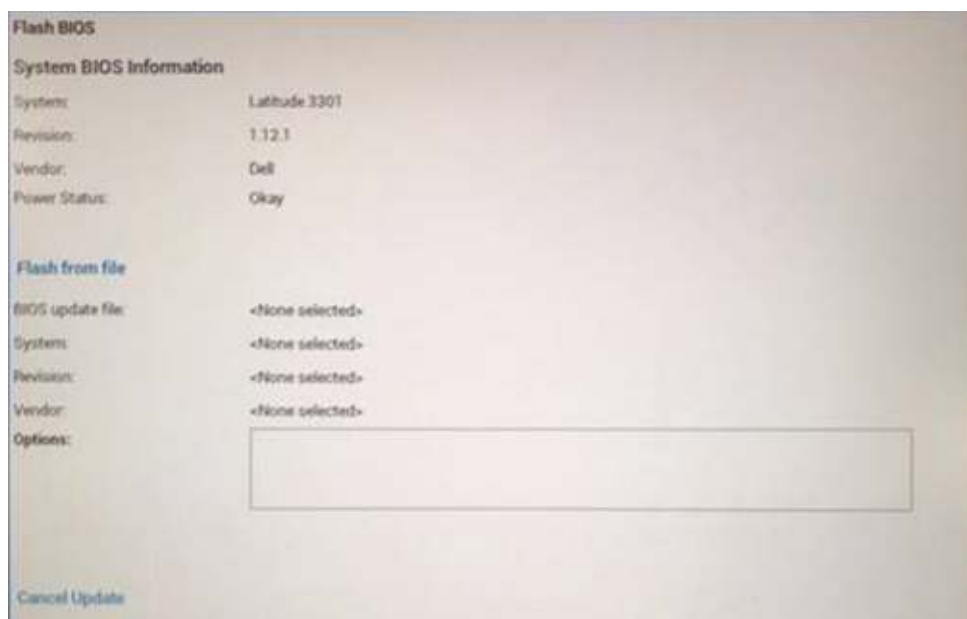 Flash BIOS
System BIOS Information
System: Latitude 3301
Revision: 1.12.1
Vendor: Dell
Power Status: Okay
Flash from file
BIOS update file: <None selected>
System: <None selected>
Revision: <None selected>
Vendor: <None selected>
Options:
Cancel Update